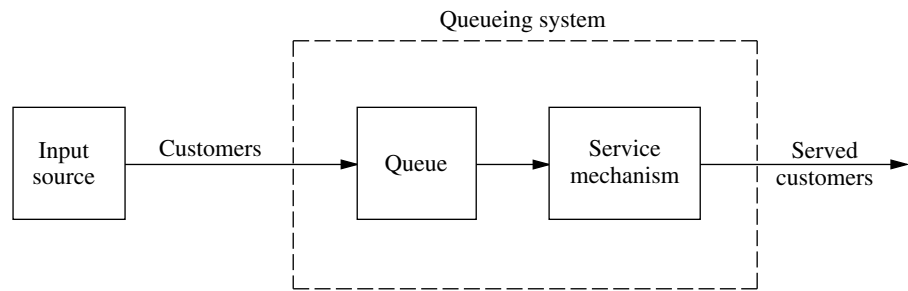 Queueing system
Input
source
Customers
Queue
Service
mechanism
Served
customers